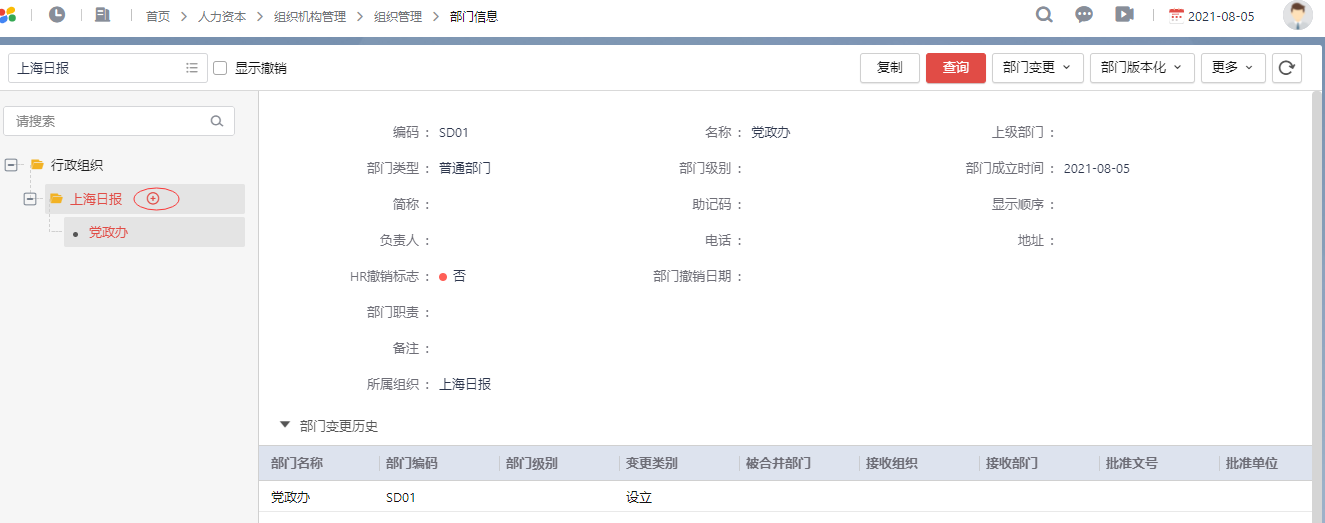 首页 人力资本 组织机构管理 组织管理 部门信息 2021-08-05
上海日报 显示撤销 复制 查询 部门变更 部门版本化 更多
请搜索
行政组织
上海日报
党政办
编码： SD01 名称： 党政办 上级部门：
部门类型： 普通部门 部门级别： 部门成立时间： 2021-08-05
简称： 助记码： 显示顺序：
负责人： 电话： 地址：
HR撤销标志： 否 部门撤销日期：
部门职责：
备注：
所属组织： 上海日报
部门变更历史
部门名称 部门编码 部门级别 变更类别 被合并部门 接收组织 接收部门 批准文号 批准单位
党政办 SD01 设立